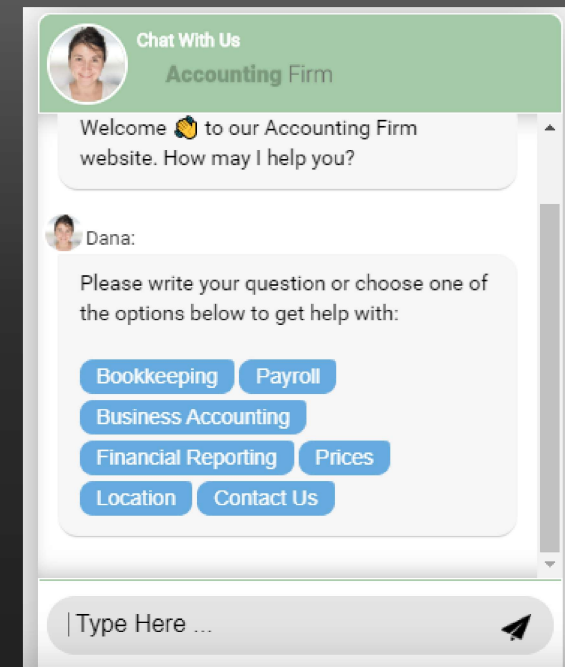 Chat With Us
Accounting Firm
Welcome 👏 to our Accounting Firm
website. How may I help you?
Dana:
Please write your question or choose one of
the options below to get help with:
Bookkeeping Payroll
Business Accounting
Financial Reporting Prices
Location Contact Us
Type Here ...